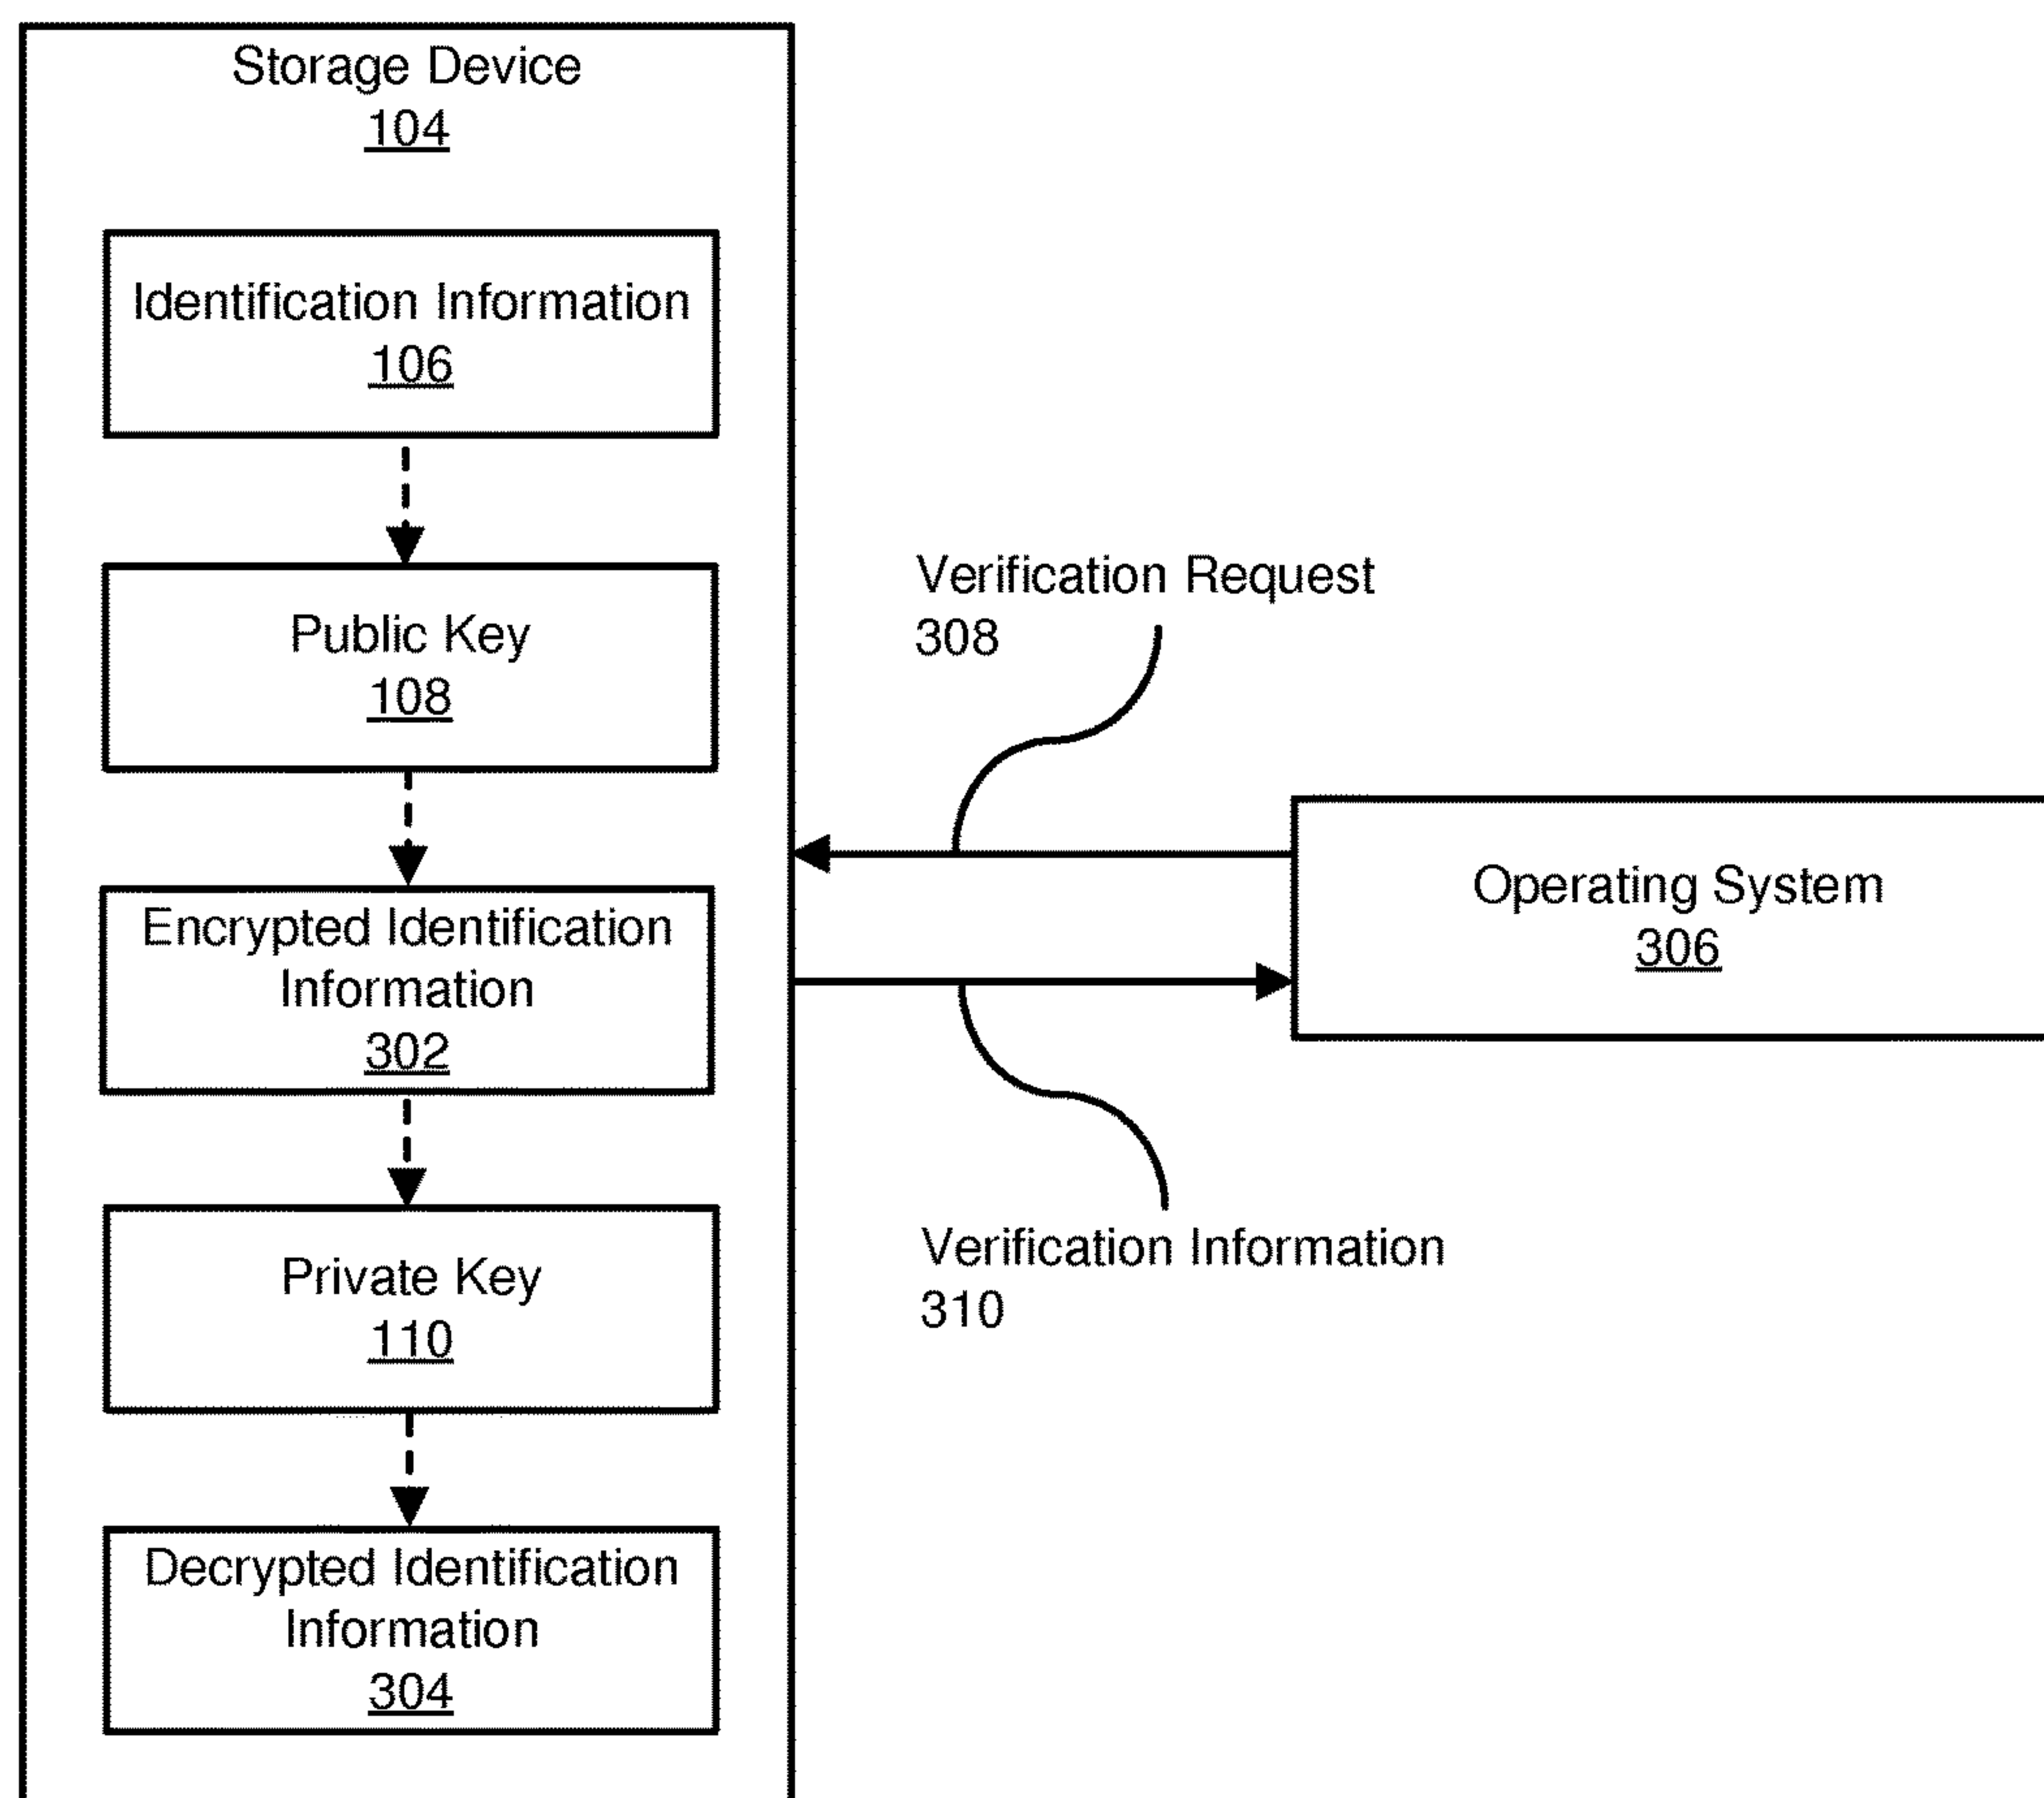 Storage Device
104
Identification Information
106
Public Key
108
Encrypted Identification
Information
302
Private Key
110
Decrypted Identification
Information
304
Verification Request
308
Operating System
306
Verification Information
310